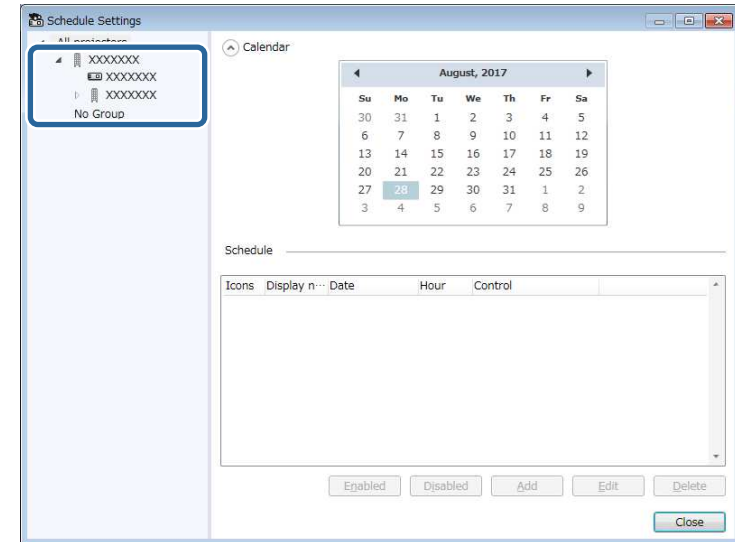 Schedule Settings
All projectors
XXXXXXX
XXXXXXX
XXXXXXX
No Group
Calendar
August, 2017
Su Mo Tu We Th Fr Sa
30 31 1 2 3 4 5
6 7 8 9 10 11 12
13 14 15 16 17 18 19
20 21 22 23 24 25 26
27 28 29 30 31 1 2
3 4 5 6 7 8 9
Schedule
Icons Display n··· Date Hour Control
Enabled Disabled Add Edit Delete
Close